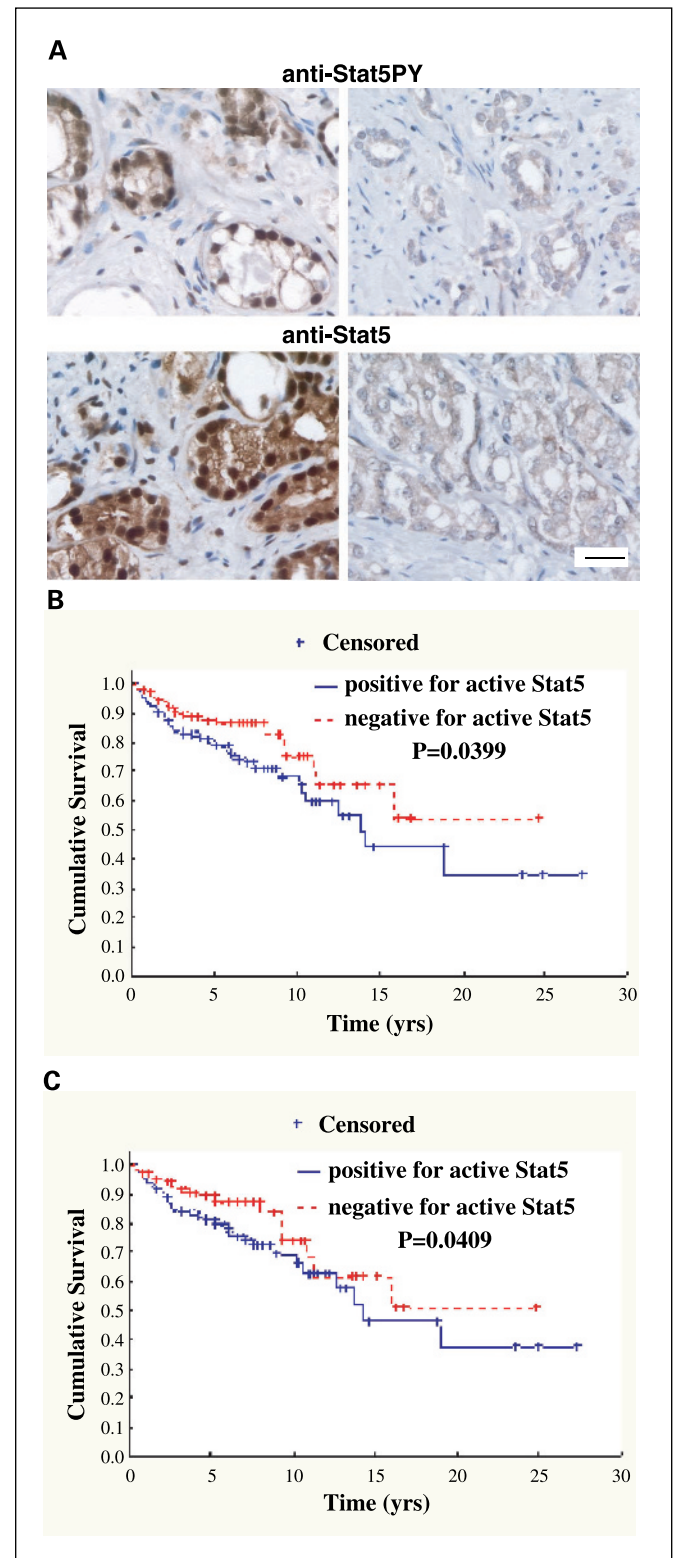 A
anti-Stat5PY
anti-Stat5
B
Censored
positive for active Stat5
negative for active Stat5
P=0.0399
1.0
0.9
0.8
0.7
0.6
0.5
0.4
0.3
0.2
0.1
0.0
Cumulative Survival
0 5 10 15 20 25 30
Time (yrs)
C
Censored
positive for active Stat5
negative for active Stat5
P=0.0409
1.0
0.9
0.8
0.7
0.6
0.5
0.4
0.3
0.2
0.1
0.0
Cumulative Survival
0 5 10 15 20 25 30
Time (yrs)